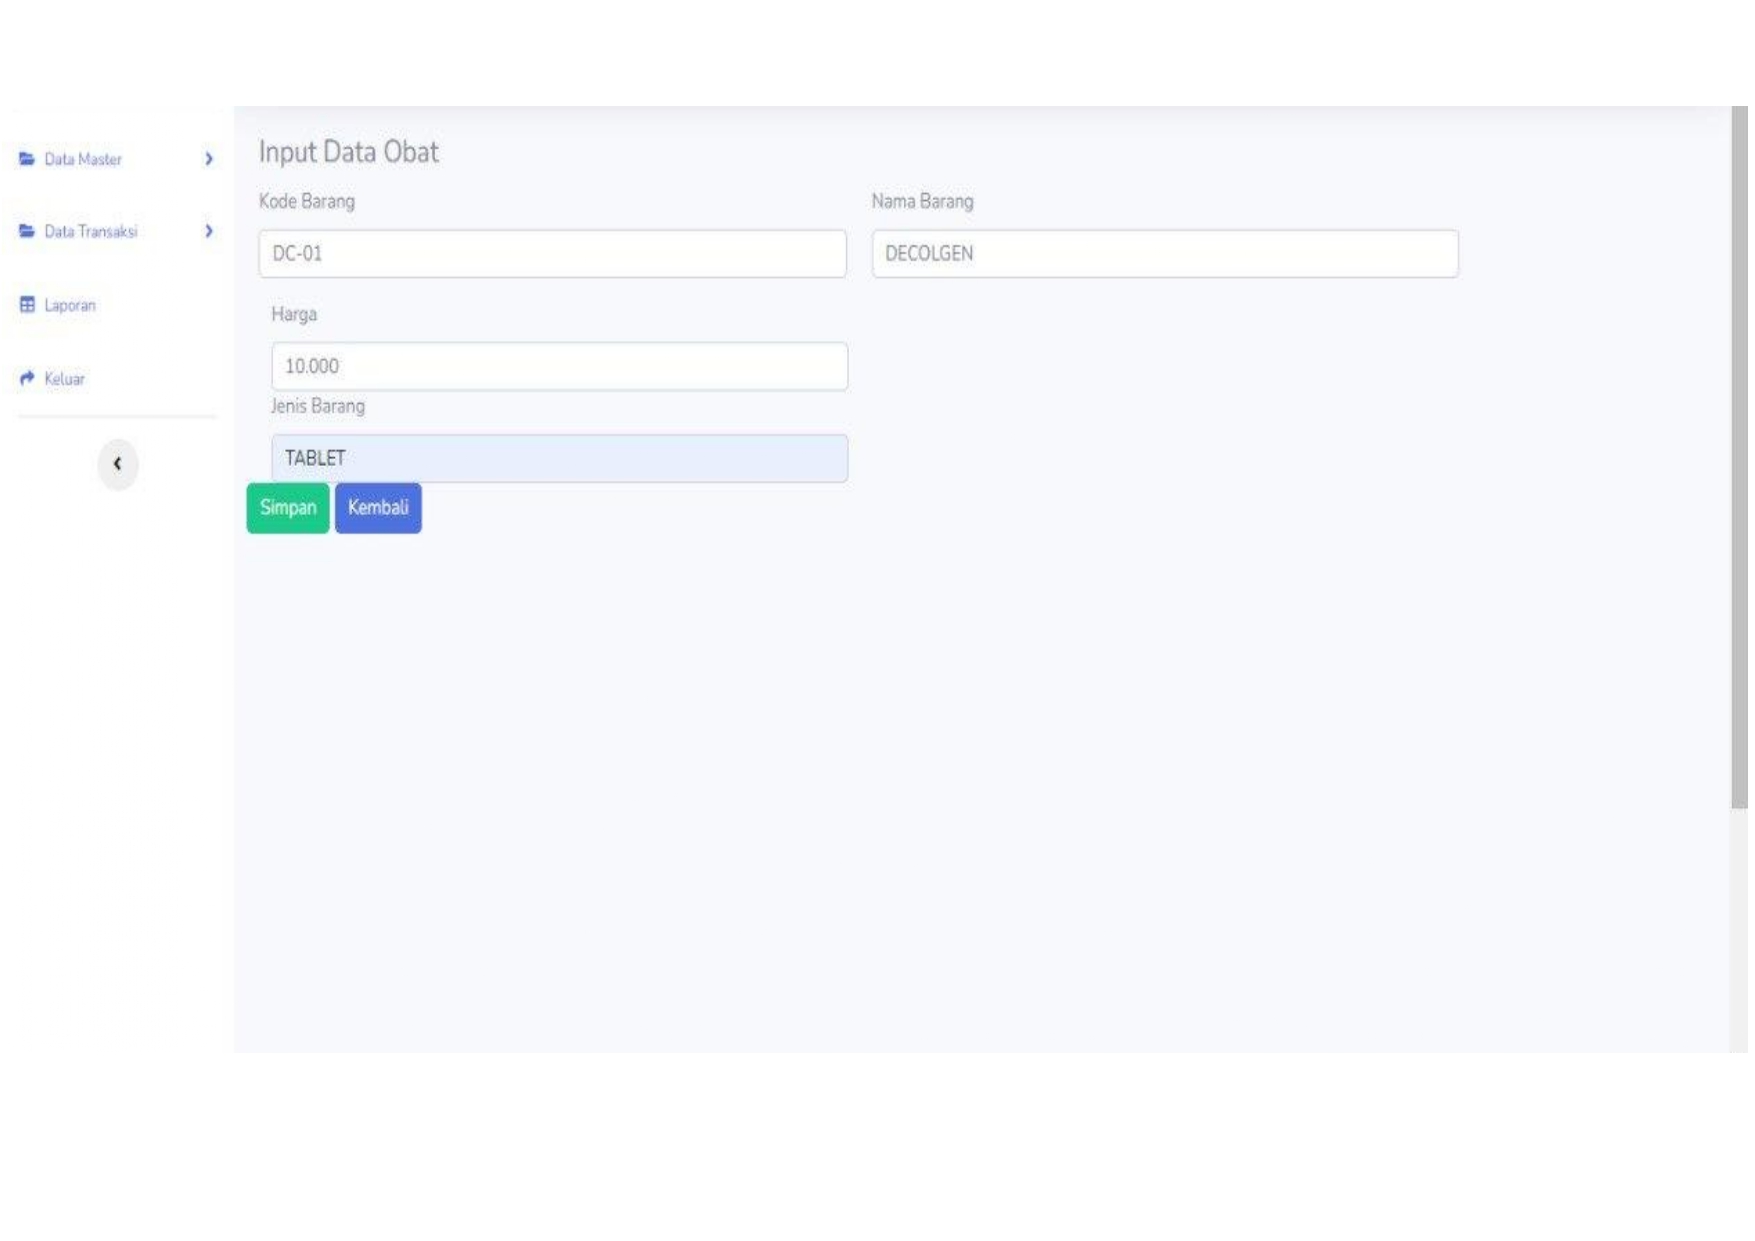 Data Master
Data Transaksi
Laporan
Keluar
Input Data Obat
Kode Barang
DC-01
Nama Barang
DECOLGEN
Harga
10.000
Jenis Barang
TABLET
Simpan
Kembali